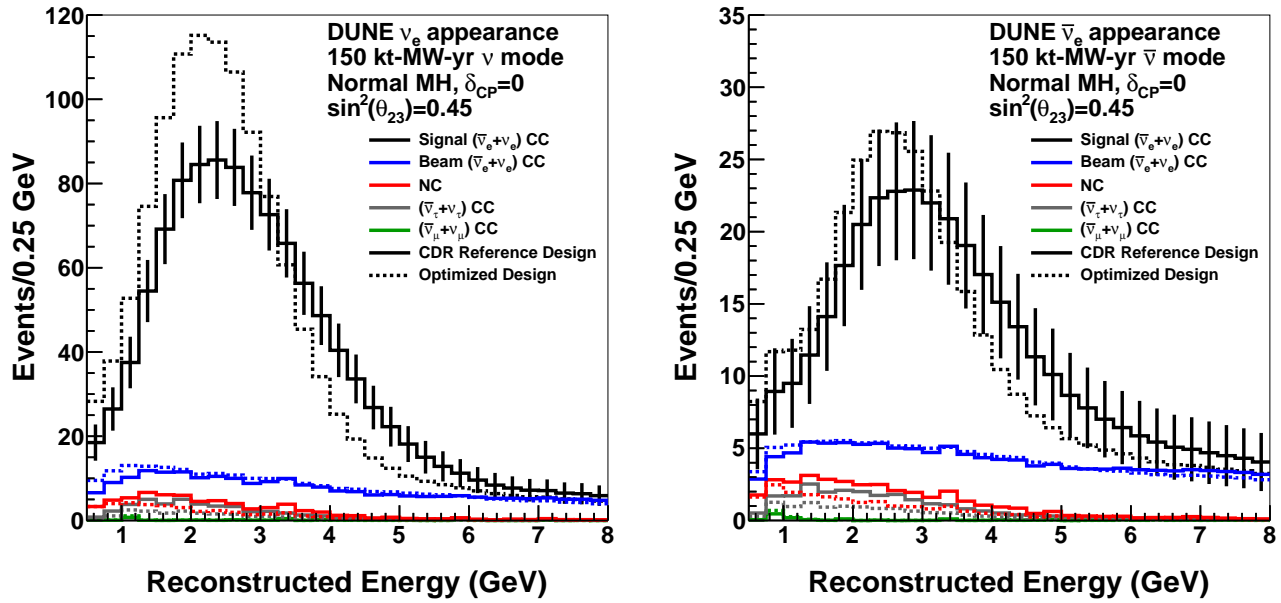 DUNE νe appearance
150 kt-MW-yr ν mode
Normal MH, δCP=0
sin²(θ23)=0.45
Signal (ν̄e+νe) CC
Beam (ν̄e+νe) CC
NC
(ν̄τ+ντ) CC
(ν̄μ+νμ) CC
CDR Reference Design
Optimized Design
Events/0.25 GeV
120
100
80
60
40
20
0
1 2 3 4 5 6 7 8
Reconstructed Energy (GeV)
DUNE ν̄e appearance
150 kt-MW-yr ν̄ mode
Normal MH, δCP=0
sin²(θ23)=0.45
Signal (ν̄e+νe) CC
Beam (ν̄e+νe) CC
NC
(ν̄τ+ντ) CC
(ν̄μ+νμ) CC
CDR Reference Design
Optimized Design
Events/0.25 GeV
35
30
25
20
15
10
5
0
1 2 3 4 5 6 7 8
Reconstructed Energy (GeV)